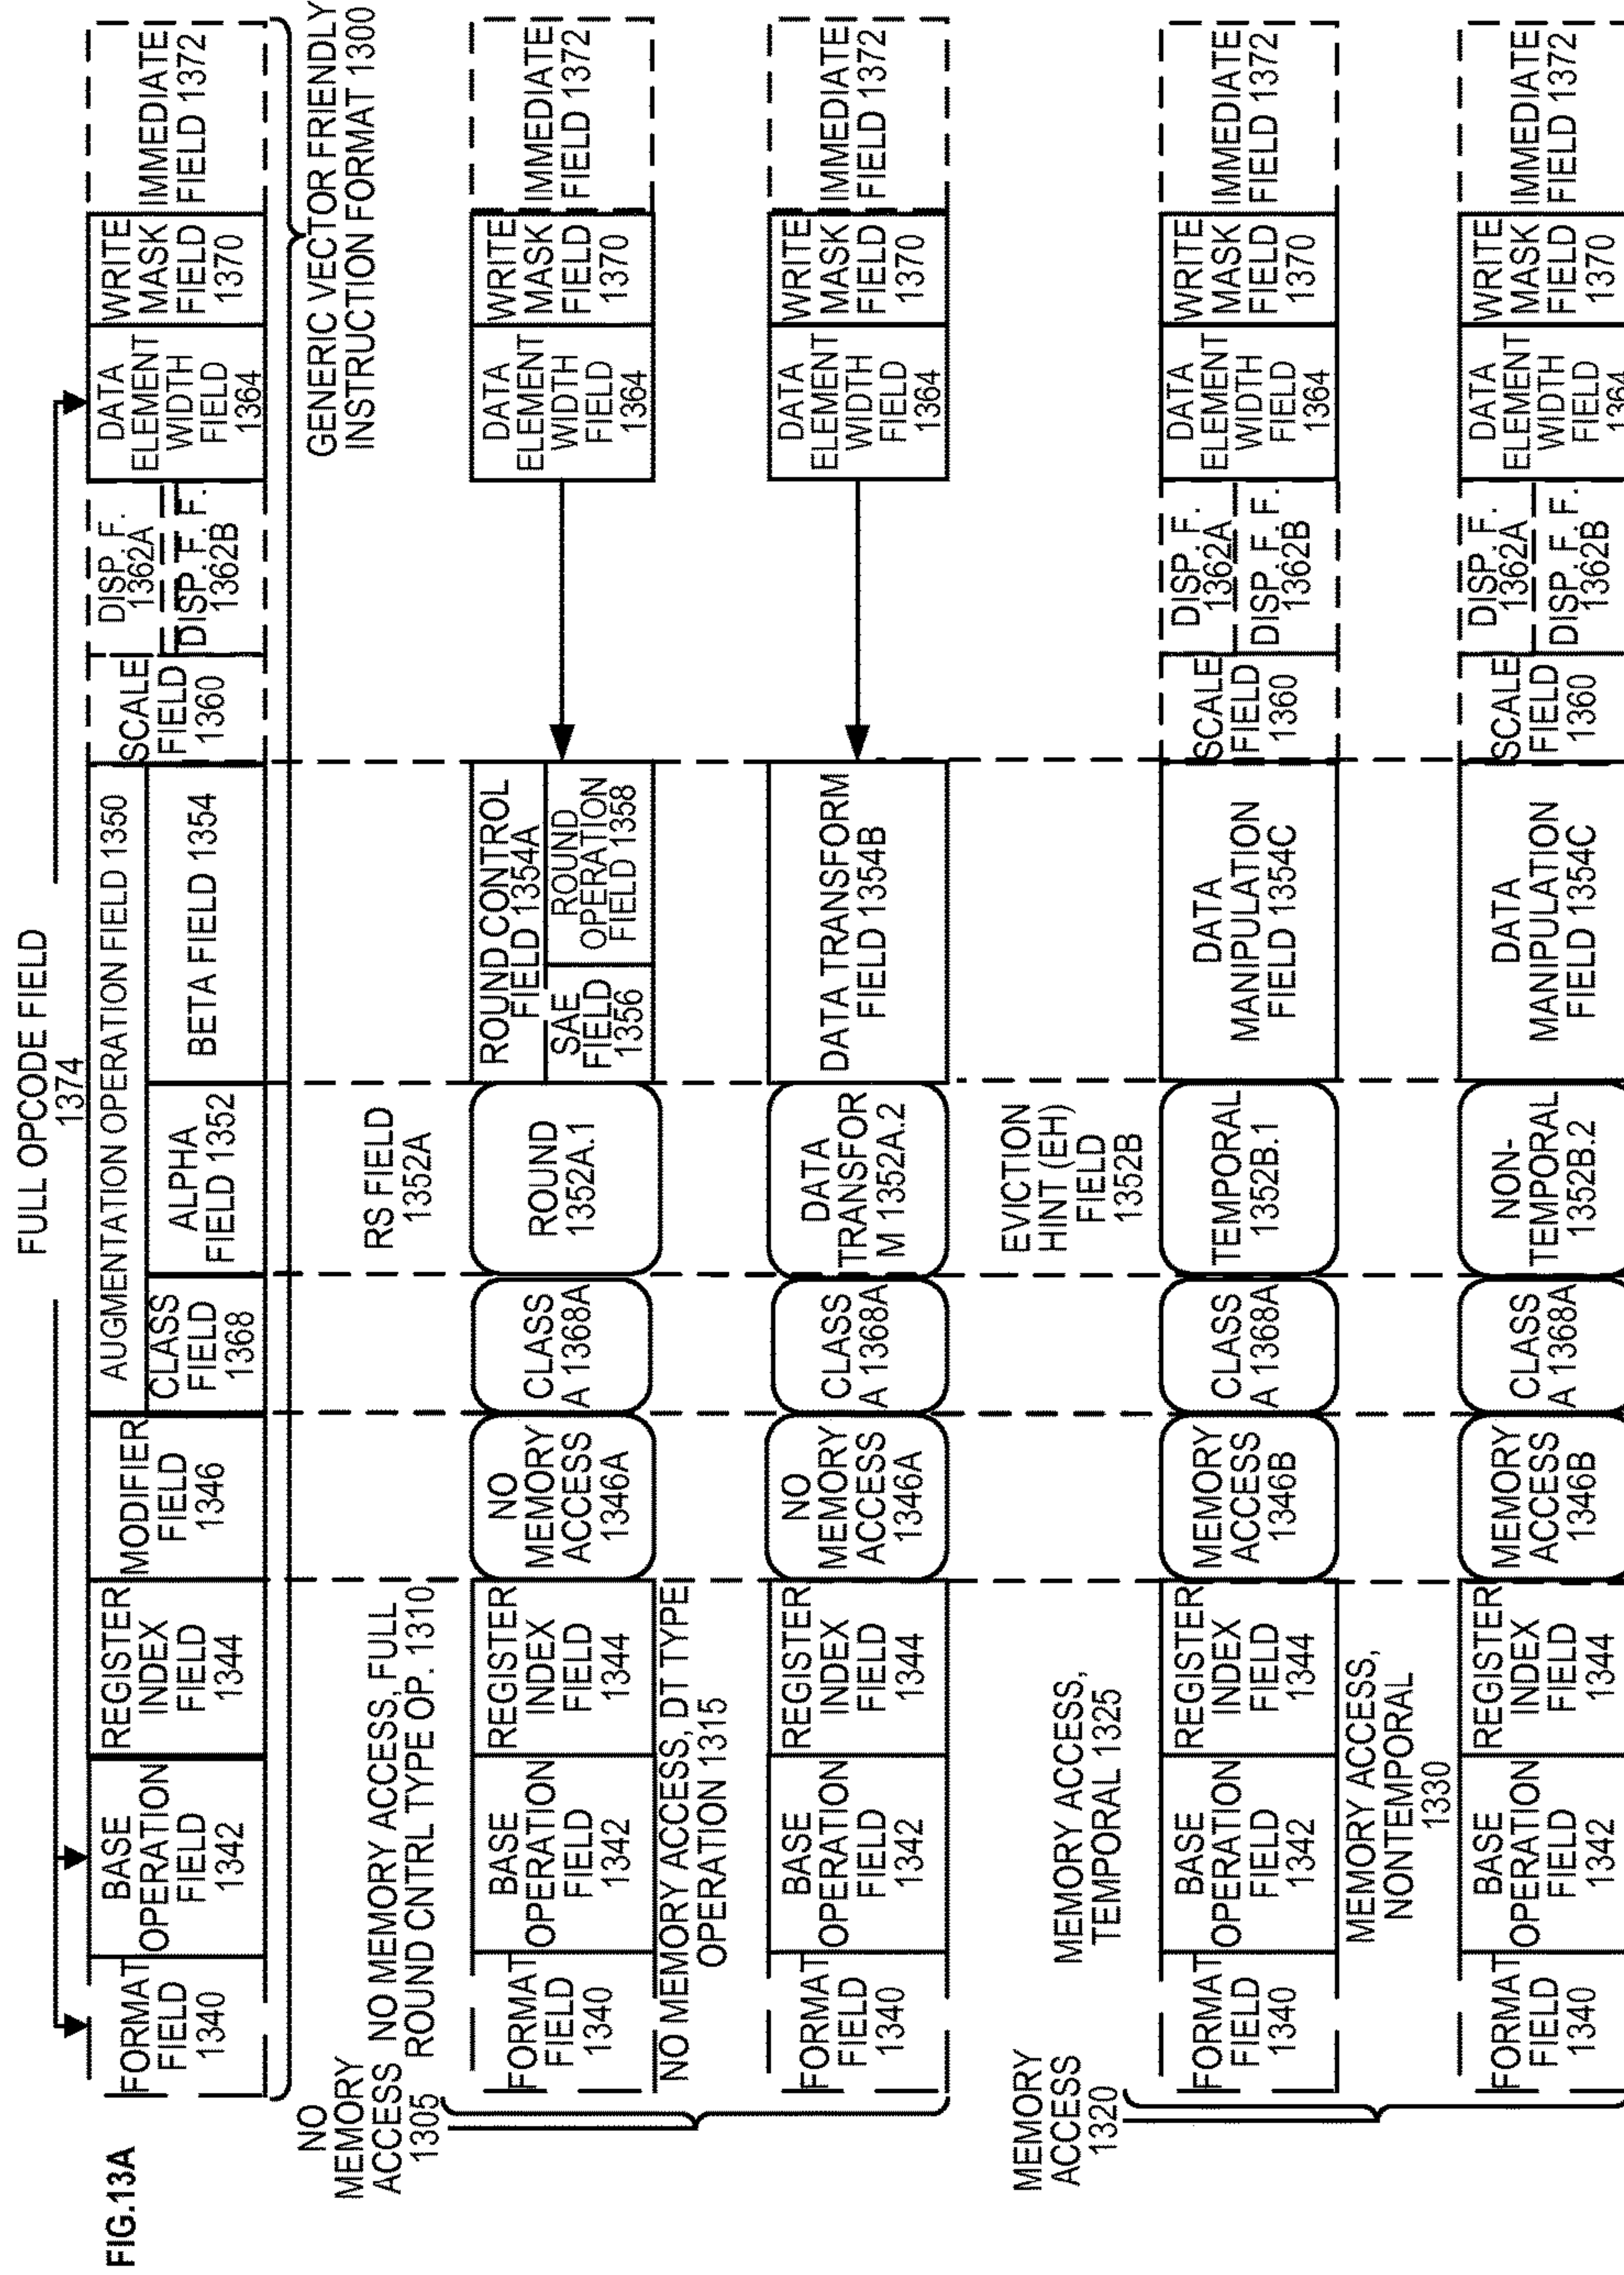 FIG.13A
FULL OPCODE FIELD
1374
FORMAT
FIELD
1340
BASE
OPERATION
FIELD
1342
REGISTER
INDEX
FIELD
1344
MODIFIER
FIELD
1346
AUGMENTATION OPERATION FIELD 1350
CLASS
FIELD
1368
ALPHA
FIELD 1352
BETA FIELD 1354
SCALE
FIELD
1360
DISP. F.
1362A
DISP. F. F.
1362B
DATA
ELEMENT
WIDTH
FIELD
1364
WRITE
MASK
FIELD
1370
IMMEDIATE
FIELD 1372
GENERIC VECTOR FRIENDLY
INSTRUCTION FORMAT 1300
NO
MEMORY
ACCESS
1305
NO MEMORY ACCESS, FULL
ROUND CNTRL TYPE OP. 1310
RS FIELD
1352A
FORMAT
FIELD
1340
BASE
OPERATION
FIELD
1342
REGISTER
INDEX
FIELD
1344
NO
MEMORY
ACCESS
1346A
CLASS
A 1368A
ROUND
1352A.1
ROUND CONTROL
FIELD 1354A
SAE
FIELD
1356
ROUND
OPERATION
FIELD 1358
DATA
ELEMENT
WIDTH
FIELD
1364
WRITE
MASK
FIELD
1370
IMMEDIATE
FIELD 1372
NO MEMORY ACCESS, DT TYPE
OPERATION 1315
FORMAT
FIELD
1340
BASE
OPERATION
FIELD
1342
REGISTER
INDEX
FIELD
1344
NO
MEMORY
ACCESS
1346A
CLASS
A 1368A
DATA
TRANSFOR
M 1352A.2
DATA TRANSFORM
FIELD 1354B
DATA
ELEMENT
WIDTH
FIELD
1364
WRITE
MASK
FIELD
1370
IMMEDIATE
FIELD 1372
MEMORY
ACCESS
1320
MEMORY ACCESS,
TEMPORAL 1325
EVICTION
HINT (EH)
FIELD
1352B
FORMAT
FIELD
1340
BASE
OPERATION
FIELD
1342
REGISTER
INDEX
FIELD
1344
MEMORY
ACCESS
1346B
CLASS
A 1368A
TEMPORAL
1352B.1
DATA
MANIPULATION
FIELD 1354C
SCALE
FIELD
1360
DISP. F.
1362A
DISP. F. F.
1362B
DATA
ELEMENT
WIDTH
FIELD
1364
WRITE
MASK
FIELD
1370
IMMEDIATE
FIELD 1372
MEMORY ACCESS,
NONTEMPORAL
1330
FORMAT
FIELD
1340
BASE
OPERATION
FIELD
1342
REGISTER
INDEX
FIELD
1344
MEMORY
ACCESS
1346B
CLASS
A 1368A
NON-
TEMPORAL
1352B.2
DATA
MANIPULATION
FIELD 1354C
SCALE
FIELD
1360
DISP. F.
1362A
DISP. F. F.
1362B
DATA
ELEMENT
WIDTH
FIELD
1364
WRITE
MASK
FIELD
1370
IMMEDIATE
FIELD 1372